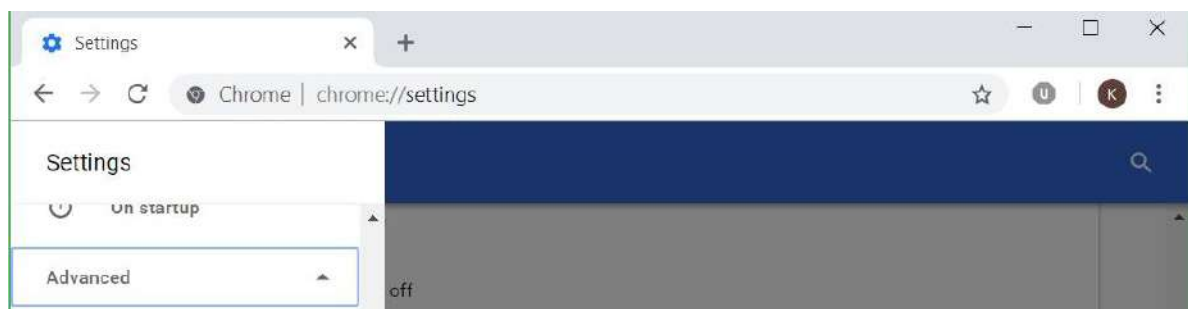 Settings
Chrome | chrome://settings
U
K
Settings
On startup
Advanced
off